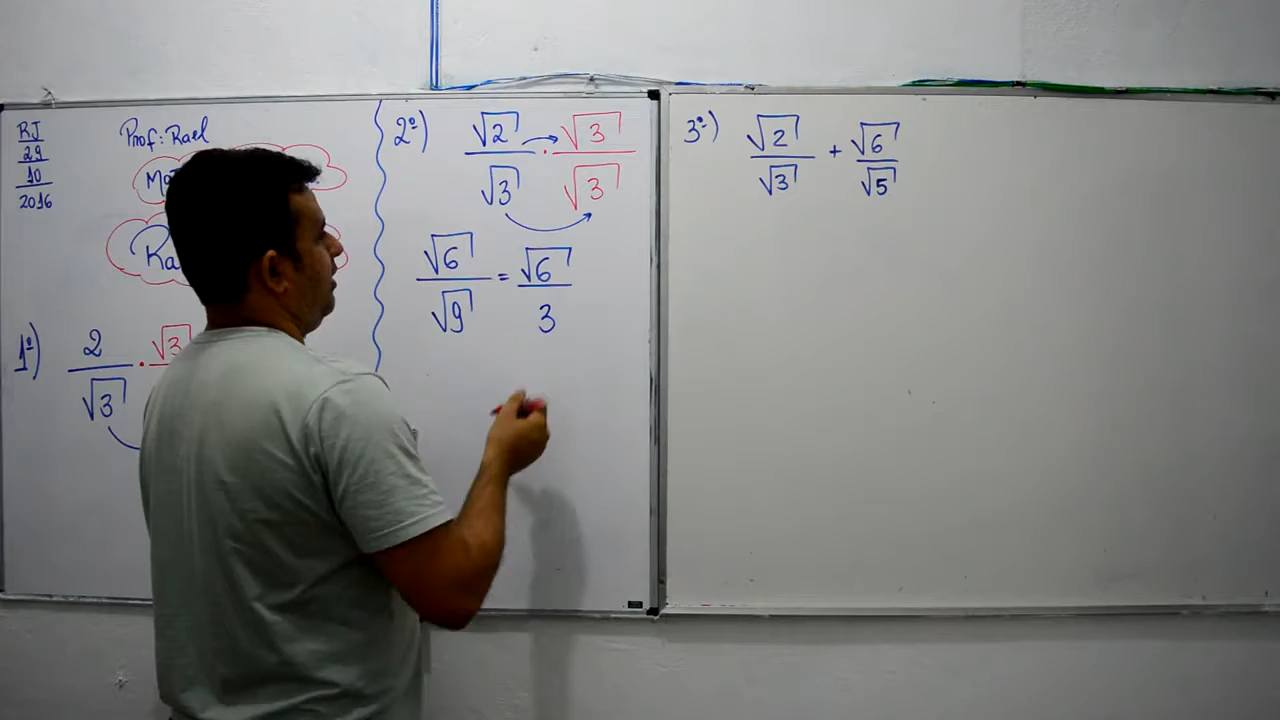 RJ
29
10
2016
Prof: Rael
1º) 2/√3 · √3
2º) √2/√3 · √3/√3
√6/√9 = √6/3
3º) √2/√3 + √6/√5